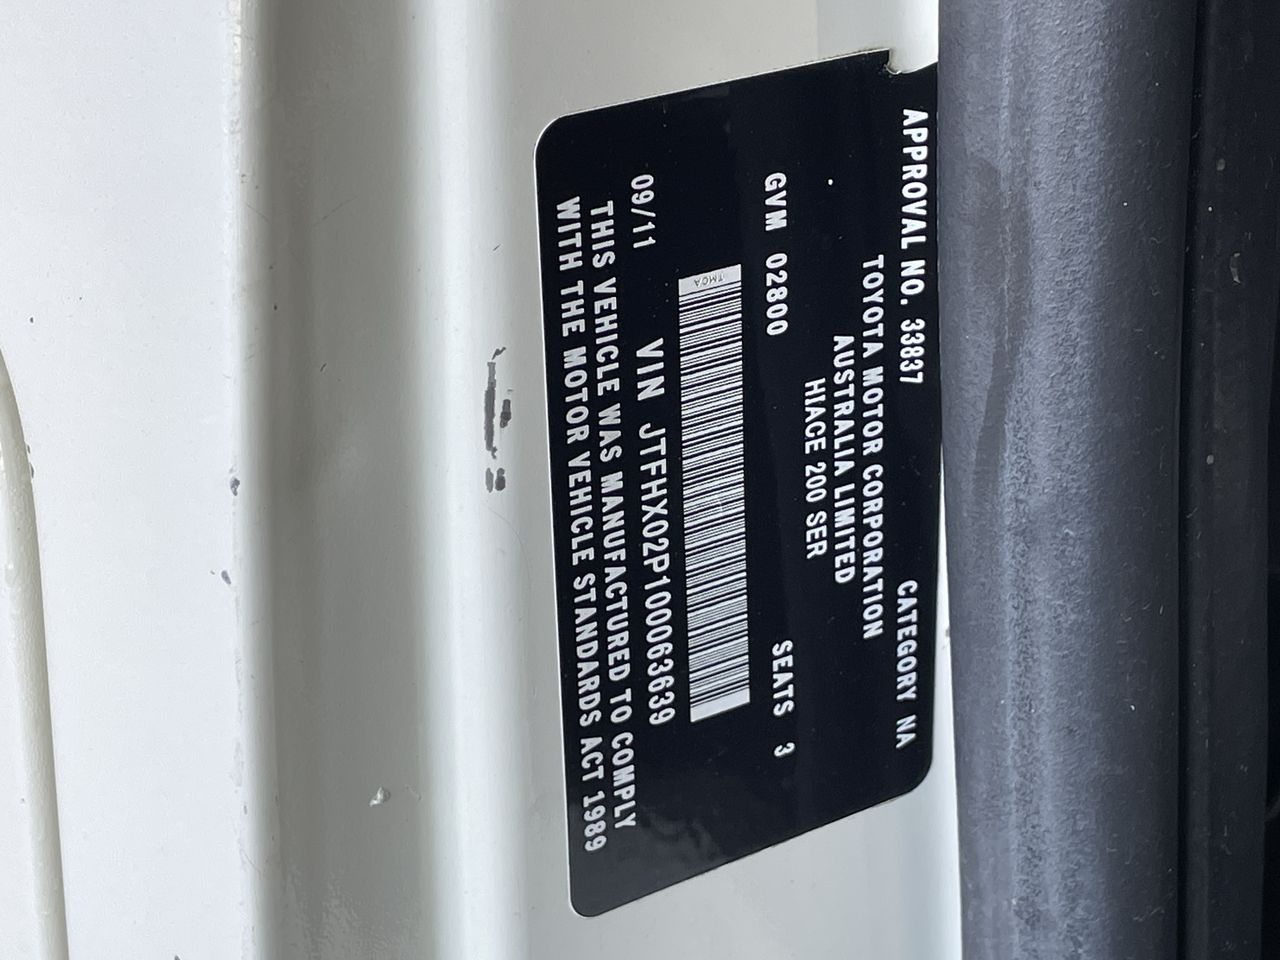 APPROVAL NO. 33837 CATEGORY NA
TOYOTA MOTOR CORPORATION
AUSTRALIA LIMITED
HIACE 200 SER
GVM 02800 SEATS 3
TMCA
09/11 VIN JTFHX02P100063639
THIS VEHICLE WAS MANUFACTURED TO COMPLY
WITH THE MOTOR VEHICLE STANDARDS ACT 1989